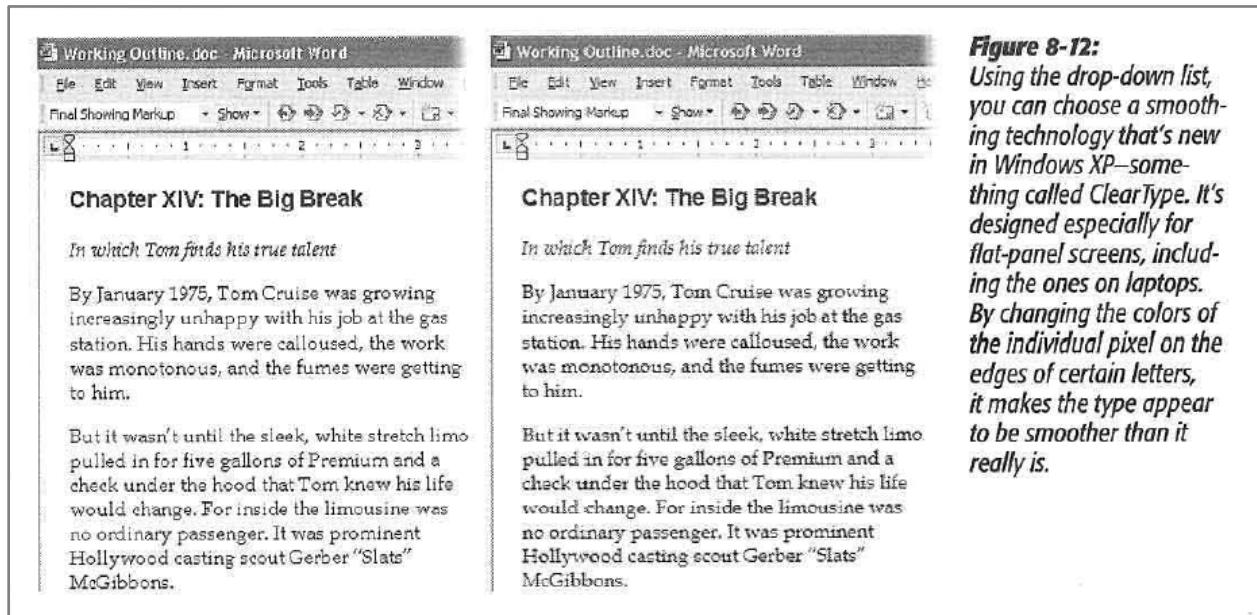 Working Outline.doc - Microsoft Word
File Edit View Insert Format Tools Table Window
Final Showing Markup Show
1 2 3
Chapter XIV: The Big Break
In which Tom finds his true talent
By January 1975, Tom Cruise was growing
increasingly unhappy with his job at the gas
station. His hands were calloused, the work
was monotonous, and the fumes were getting
to him.
But it wasn't until the sleek, white stretch limo
pulled in for five gallons of Premium and a
check under the hood that Tom knew his life
would change. For inside the limousine was
no ordinary passenger. It was prominent
Hollywood casting scout Gerber "Slats"
McGibbons.
Working Outline.doc - Microsoft Word
File Edit View Insert Format Tools Table Window
Final Showing Markup Show
1 2 3
Chapter XIV: The Big Break
In which Tom finds his true talent
By January 1975, Tom Cruise was growing
increasingly unhappy with his job at the gas
station. His hands were calloused, the work
was monotonous, and the fumes were getting
to him.
But it wasn't until the sleek, white stretch limo
pulled in for five gallons of Premium and a
check under the hood that Tom knew his life
would change. For inside the limousine was
no ordinary passenger. It was prominent
Hollywood casting scout Gerber "Slats"
McGibbons.
Figure 8-12:
Using the drop-down list,
you can choose a smooth-
ing technology that's new
in Windows XP—some-
thing called ClearType. It's
designed especially for
flat-panel screens, includ-
ing the ones on laptops.
By changing the colors of
the individual pixel on the
edges of certain letters,
it makes the type appear
to be smoother than it
really is.